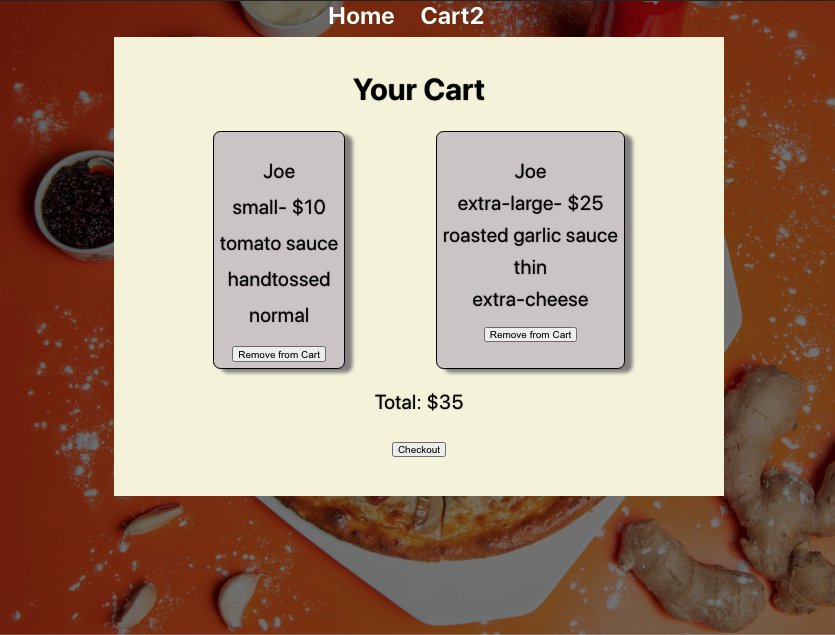 Home Cart2
Your Cart
Joe
small- $10
tomato sauce
handtossed
normal
Remove from Cart
Joe
extra-large- $25
roasted garlic sauce
thin
extra-cheese
Remove from Cart
Total: $35
Checkout